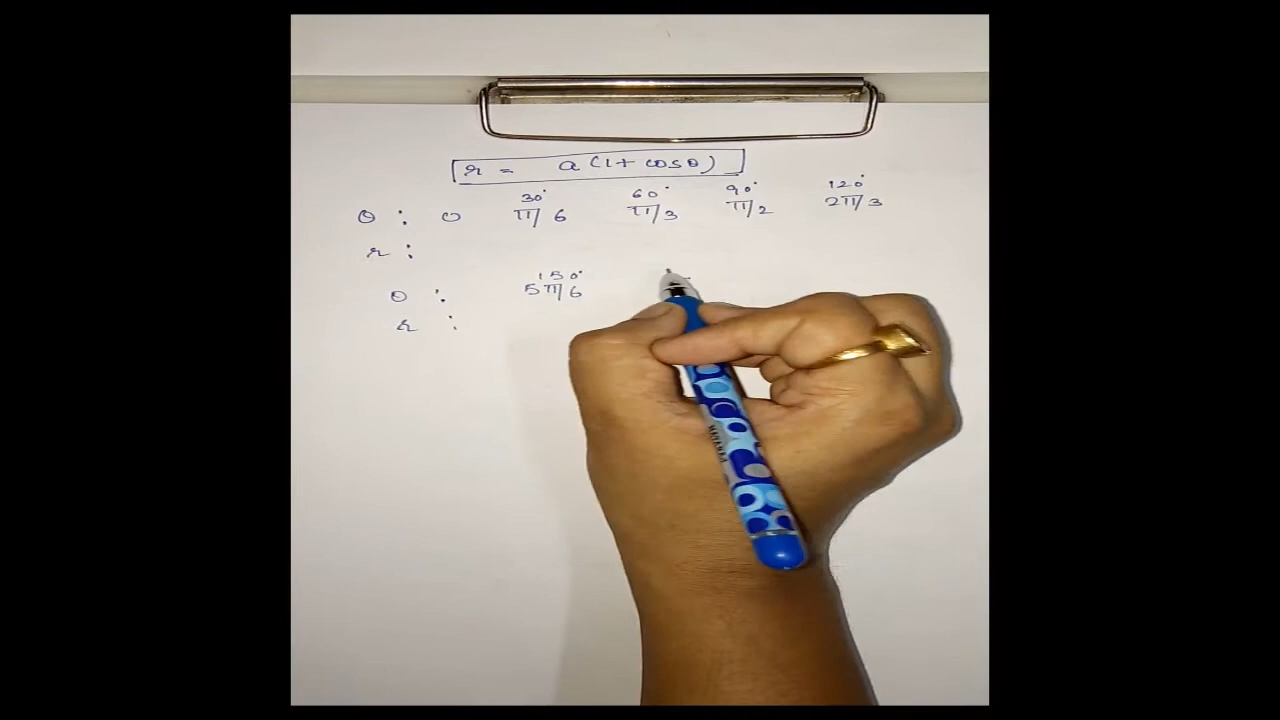 r = a(1+cosθ)
30° 60° 90° 120°
θ : 0 π/6 π/3 π/2 2π/3
r :
150°
θ : 5π/6
r :